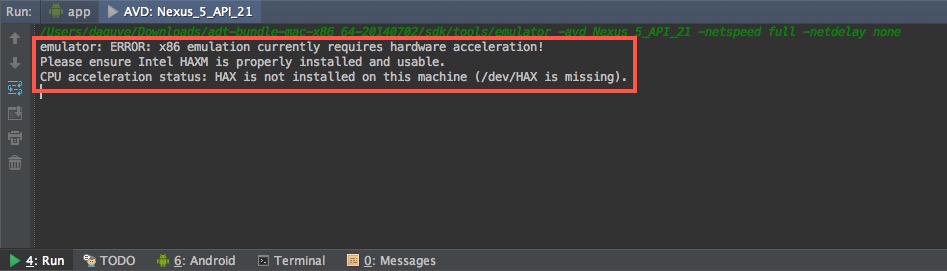 Run: app AVD: Nexus_5_API_21
/Users/daguve/Downloads/adt-bundle-mac-x86_64-20140702/sdk/tools/emulator -avd Nexus_5_API_21 -netspeed full -netdelay none
emulator: ERROR: x86 emulation currently requires hardware acceleration!
Please ensure Intel HAXM is properly installed and usable.
CPU acceleration status: HAX is not installed on this machine (/dev/HAX is missing).
4: Run TODO 6: Android Terminal 0: Messages